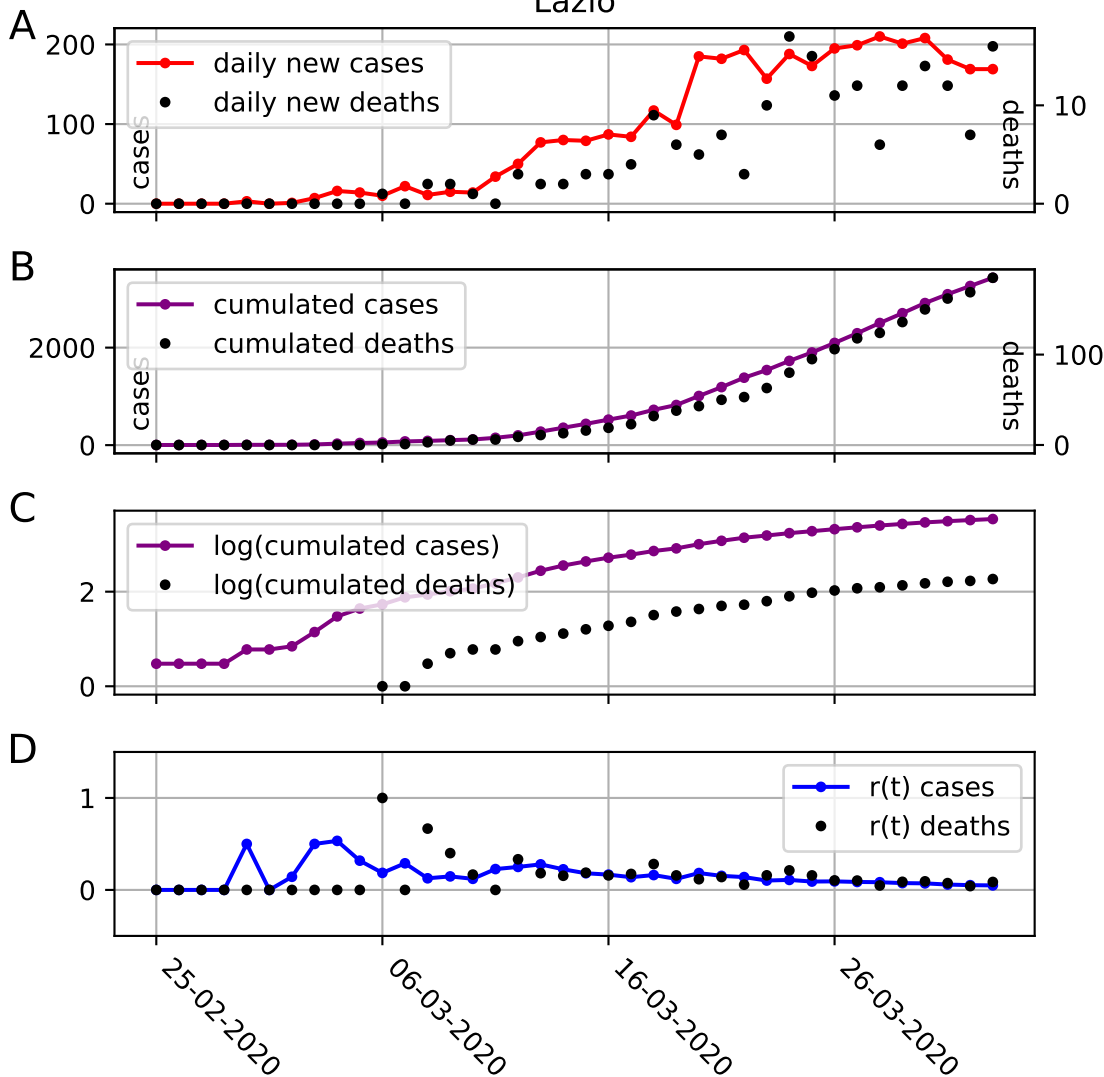 Lazio
A
200
100
0
cases
daily new cases
daily new deaths
10
0
deaths
B
2000
0
cases
cumulated cases
cumulated deaths
100
0
deaths
C
2
0
log(cumulated cases)
log(cumulated deaths)
D
1
0
r(t) cases
r(t) deaths
25-02-2020
06-03-2020
16-03-2020
26-03-2020